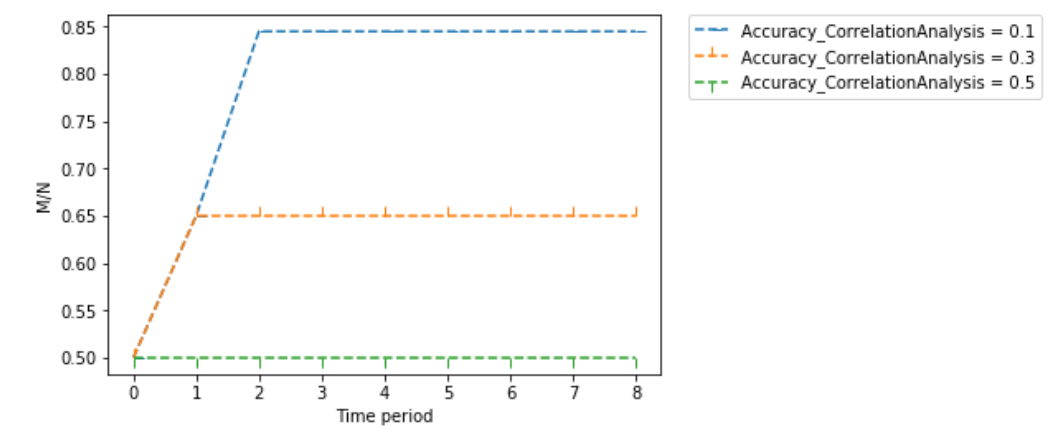 0.85
0.80
0.75
0.70
0.65
0.60
0.55
0.50
M/N
0 1 2 3 4 5 6 7 8
Time period
Accuracy_CorrelationAnalysis = 0.1
Accuracy_CorrelationAnalysis = 0.3
Accuracy_CorrelationAnalysis = 0.5